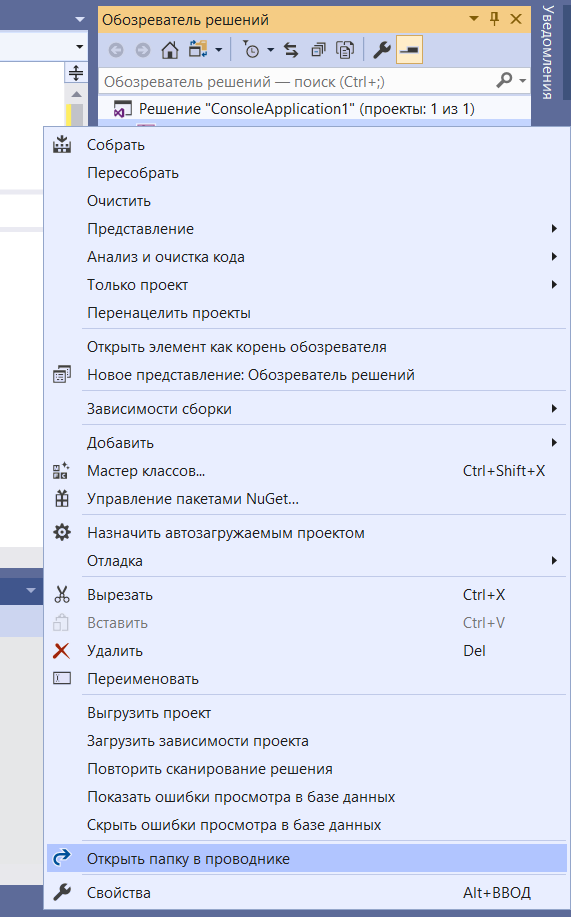 Обозреватель решений
Уведомления
Обозреватель решений — поиск (Ctrl+;)
Решение "ConsoleApplication1" (проекты: 1 из 1)
Собрать
Пересобрать
Очистить
Представление
Анализ и очистка кода
Только проект
Перенацелить проекты
Открыть элемент как корень обозревателя
Новое представление: Обозреватель решений
Зависимости сборки
Добавить
Мастер классов... Ctrl+Shift+X
Управление пакетами NuGet...
Назначить автозагружаемым проектом
Отладка
Вырезать Ctrl+X
Вставить Ctrl+V
Удалить Del
Переименовать
Выгрузить проект
Загрузить зависимости проекта
Повторить сканирование решения
Показать ошибки просмотра в базе данных
Скрыть ошибки просмотра в базе данных
Открыть папку в проводнике
Свойства Alt+ВВОД